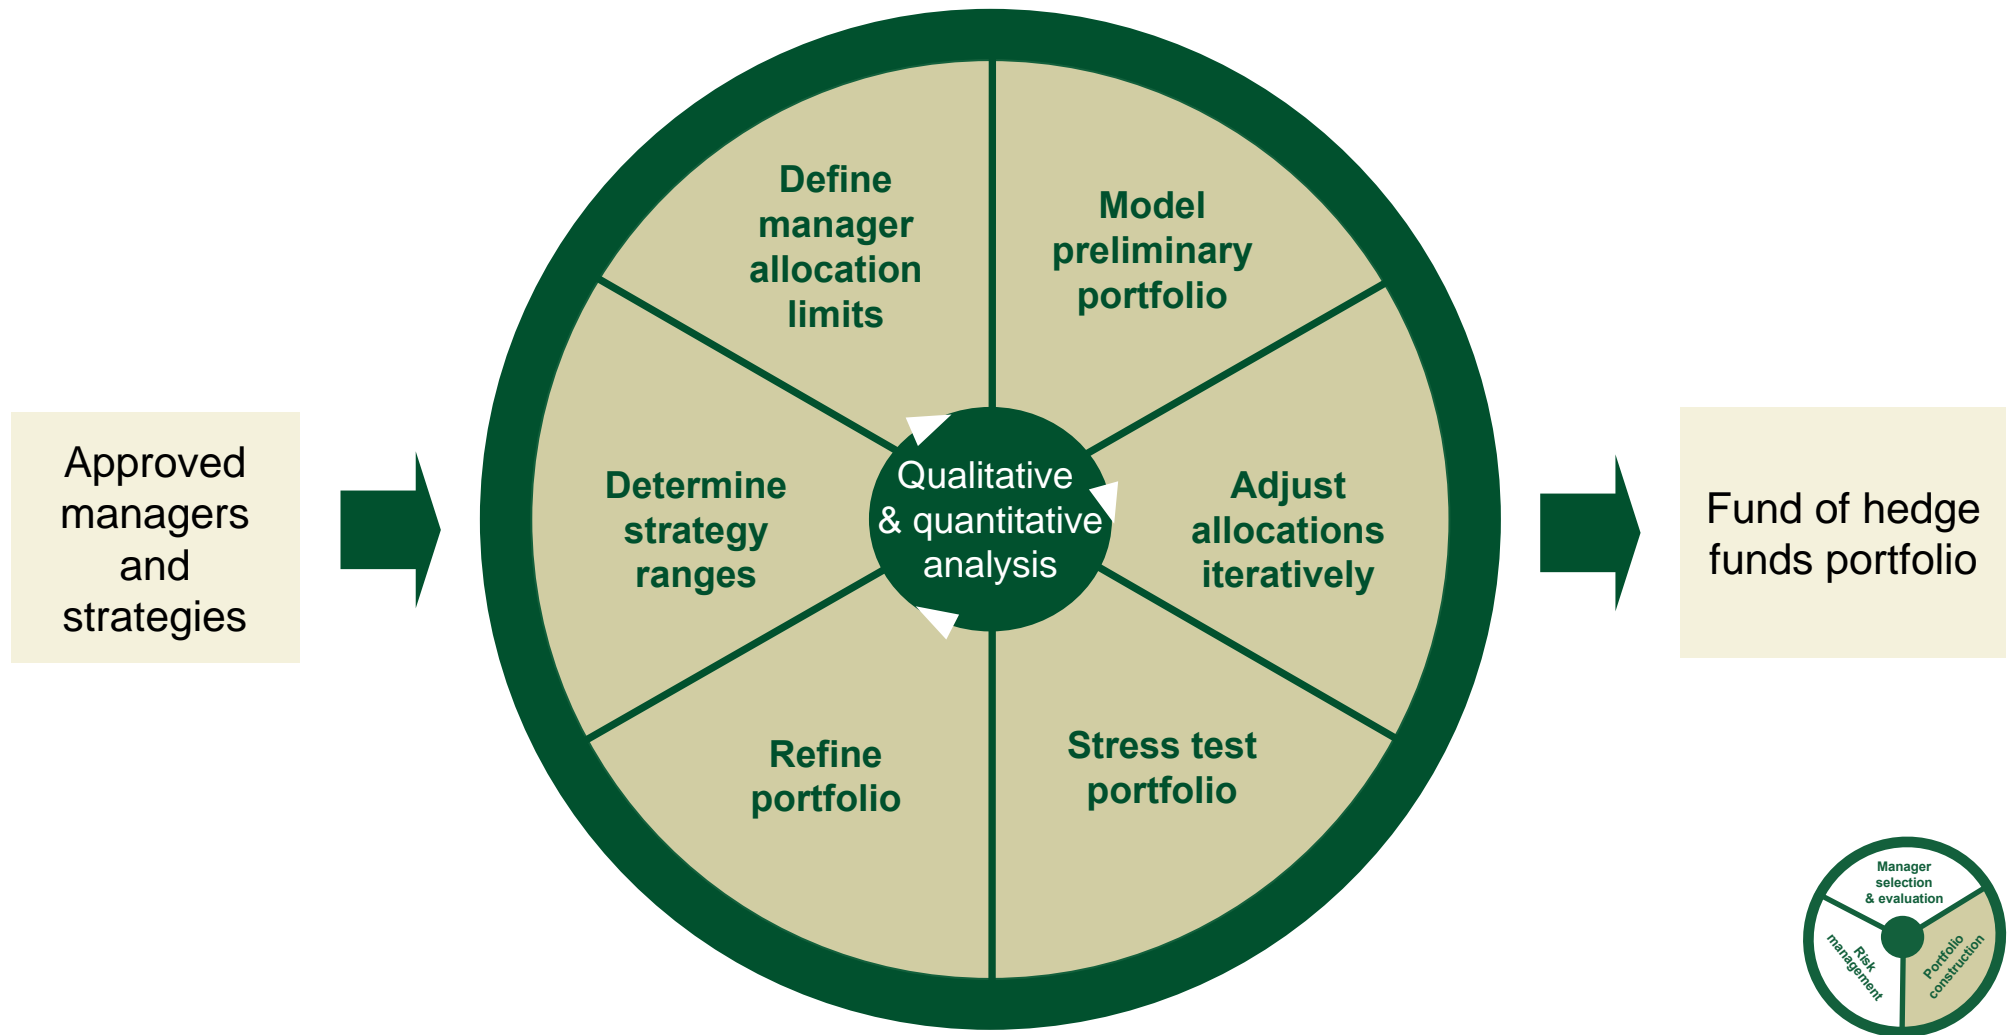 Approved
managers
and
strategies
Define
manager
allocation
limits
Model
preliminary
portfolio
Determine
strategy
ranges
Qualitative
& quantitative
analysis
Adjust
allocations
iteratively
Refine
portfolio
Stress test
portfolio
Fund of hedge
funds portfolio
Manager
selection
& evaluation
Risk
management
Portfolio
construction